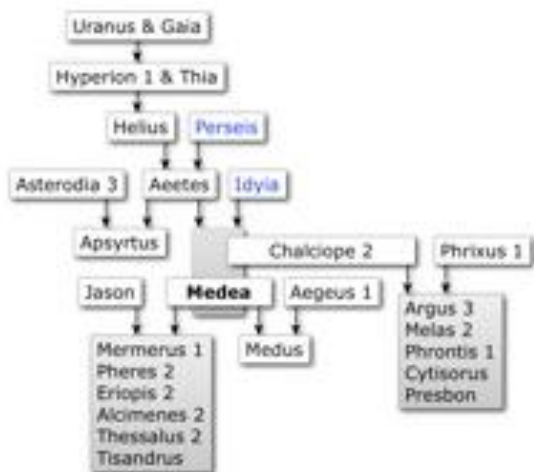 Uranus & Gaia
Hyperion 1 & Thia
Helius
Perseis
Asterodia 3
Aeetes
Idyia
Apsyrtus
Chalciope 2
Phrixus 1
Jason
Medea
Aegeus 1
Medus
Mermerus 1
Pheres 2
Eriopis 2
Alcimenes 2
Thessalus 2
Tisandrus
Argus 3
Melas 2
Phrontis 1
Cytisorus
Presbon